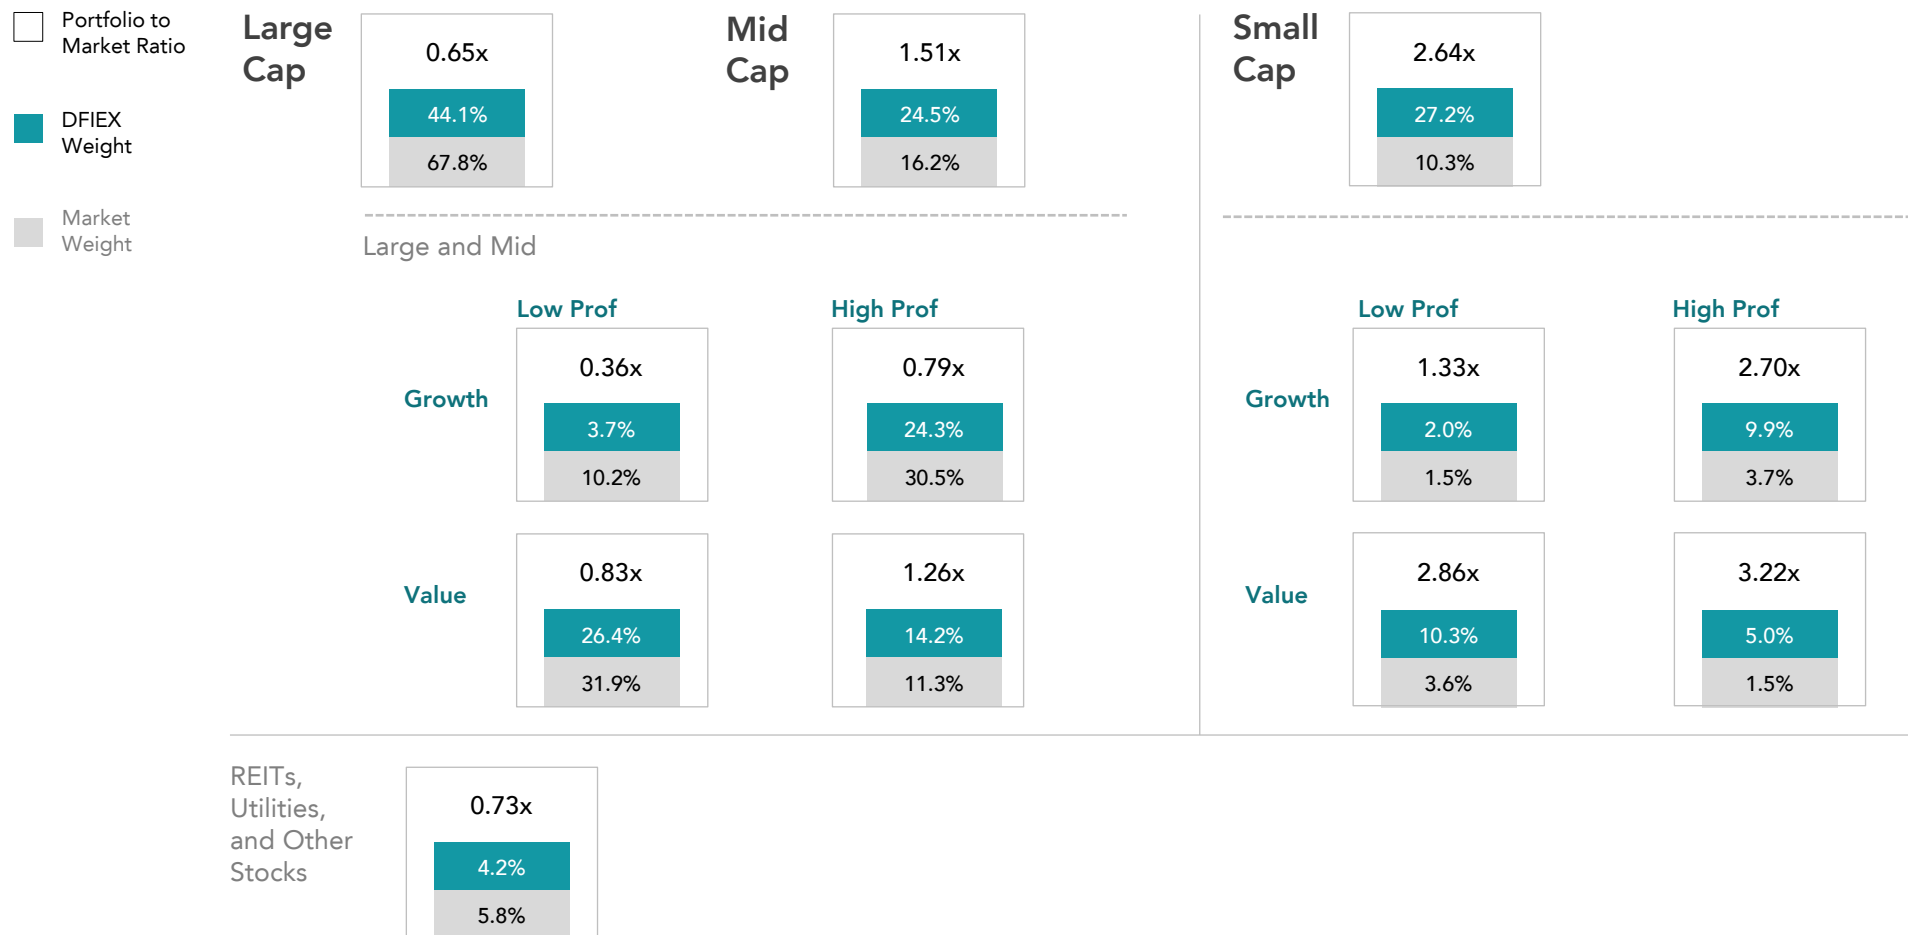 Portfolio to
Market Ratio
DFIEX
Weight
Market
Weight
Large
Cap
0.65x
44.1%
67.8%
Mid
Cap
1.51x
24.5%
16.2%
Small
Cap
2.64x
27.2%
10.3%
Large and Mid
Low Prof
High Prof
Growth
0.36x
3.7%
10.2%
0.79x
24.3%
30.5%
Value
0.83x
26.4%
31.9%
1.26x
14.2%
11.3%
Low Prof
High Prof
Growth
1.33x
2.0%
1.5%
2.70x
9.9%
3.7%
Value
2.86x
10.3%
3.6%
3.22x
5.0%
1.5%
REITs,
Utilities,
and Other
Stocks
0.73x
4.2%
5.8%